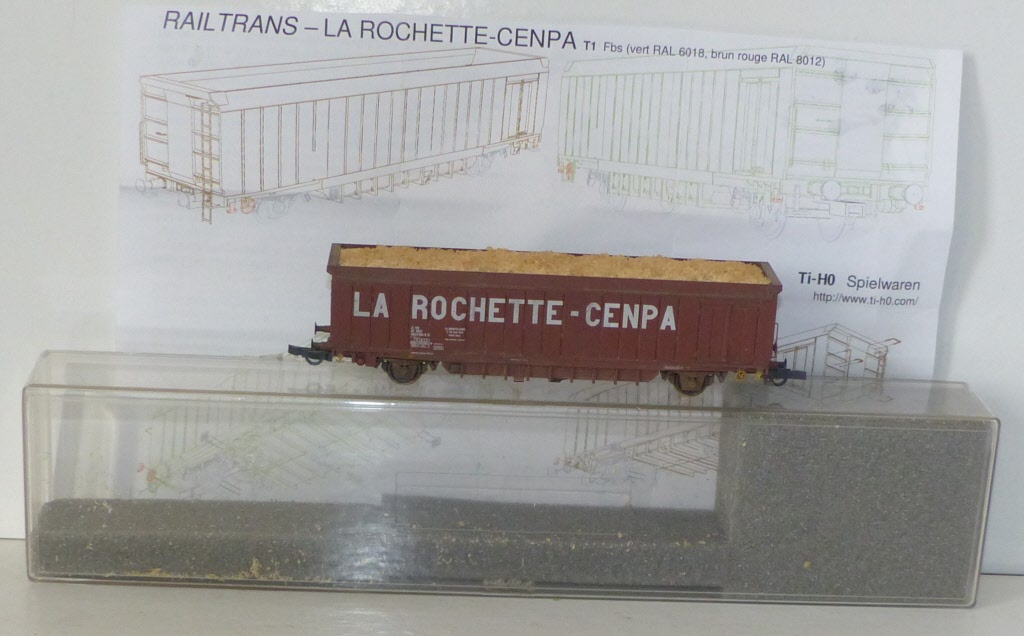 RAILTRANS – LA ROCHETTE-CENPA T1 Fbs (vert RAL 6018, brun rouge RAL 8012)
Ti-H0 Spielwaren
http://www.ti-h0.com/
LA ROCHETTE-CENPA